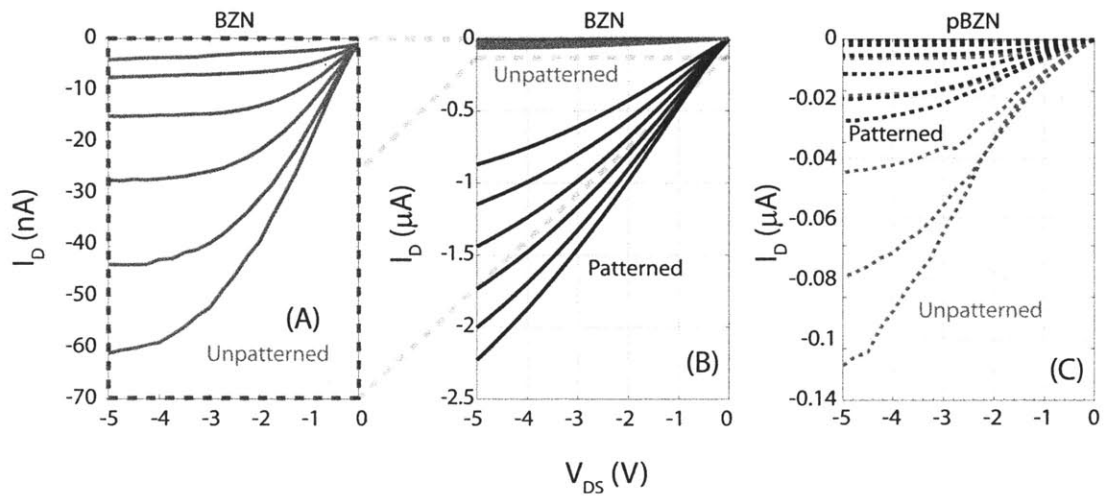 BZN
0
-10
-20
-30
-40
-50
-60
-70
I_D (nA)
(A)
Unpatterned
-5 -4 -3 -2 -1 0
BZN
0
-0.5
-1
-1.5
-2
-2.5
I_D (μA)
Unpatterned
Patterned
(B)
-5 -4 -3 -2 -1 0
pBZN
0
-0.02
-0.04
-0.06
-0.08
-0.1
-0.14
I_D (μA)
Patterned
Unpatterned
(C)
-5 -4 -3 -2 -1 0
V_DS (V)